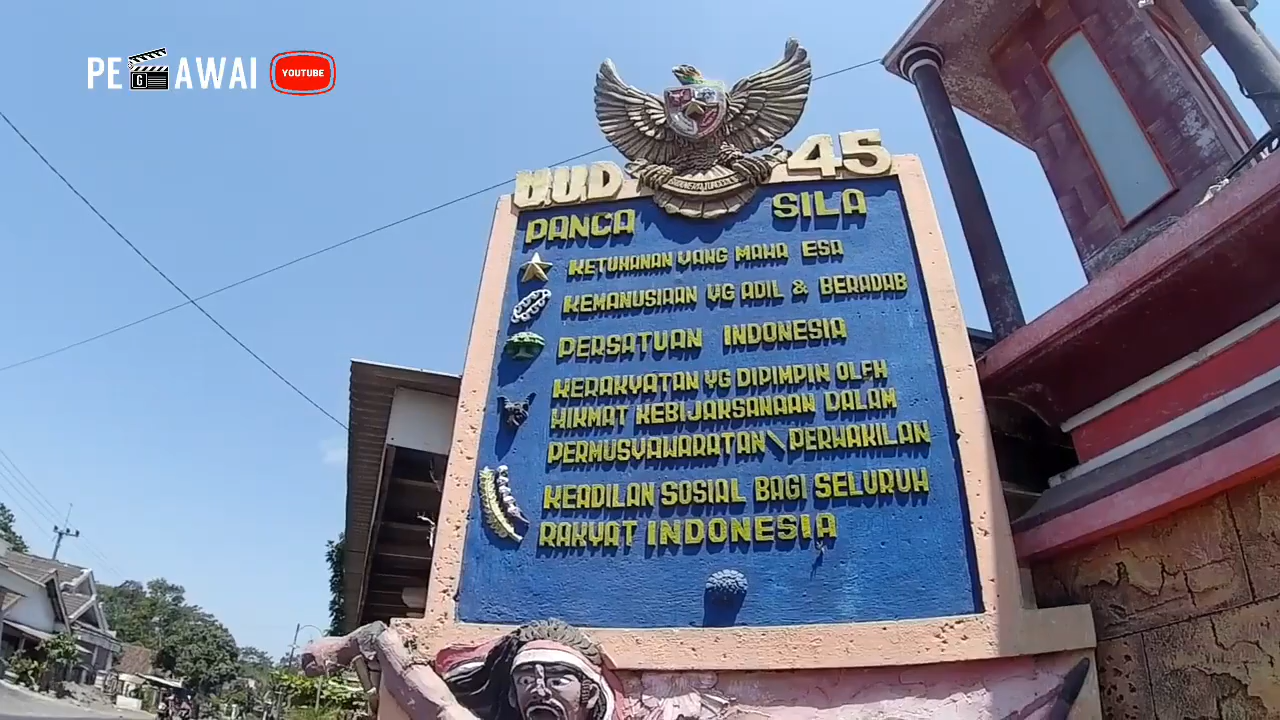 PE G AWAI YOUTUBE
UUD 45
PANCA SILA
KETUHANAN YANG MAHA ESA
KEMANUSIAAN YG ADIL & BERADAB
PERSATUAN INDONESIA
KERAKYATAN YG DIPIMPIN OLEH
HIKMAT KEBIJAKSANAAN DALAM
PERMUSYAWARATAN\PERWAKILAN
KEADILAN SOSIAL BAGI SELURUH
RAKYAT INDONESIA